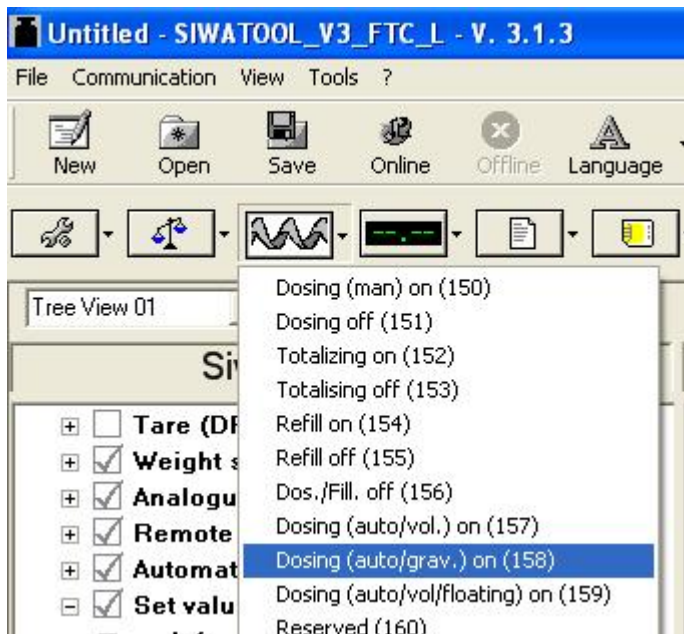 Untitled - SIWATOOL_V3_FTC_L - V. 3.1.3
File Communication View Tools ?
New Open Save Online Offline Language
Tree View 01
Dosing (man) on (150)
Dosing off (151)
Totalizing on (152)
Totalising off (153)
Refill on (154)
Refill off (155)
Dos./Fill. off (156)
Dosing (auto/vol.) on (157)
Dosing (auto/grav.) on (158)
Dosing (auto/vol/floating) on (159)
Reserved (160)
Si
Tare (D
Weight s
Analogu
Remote
Automat
Set valu